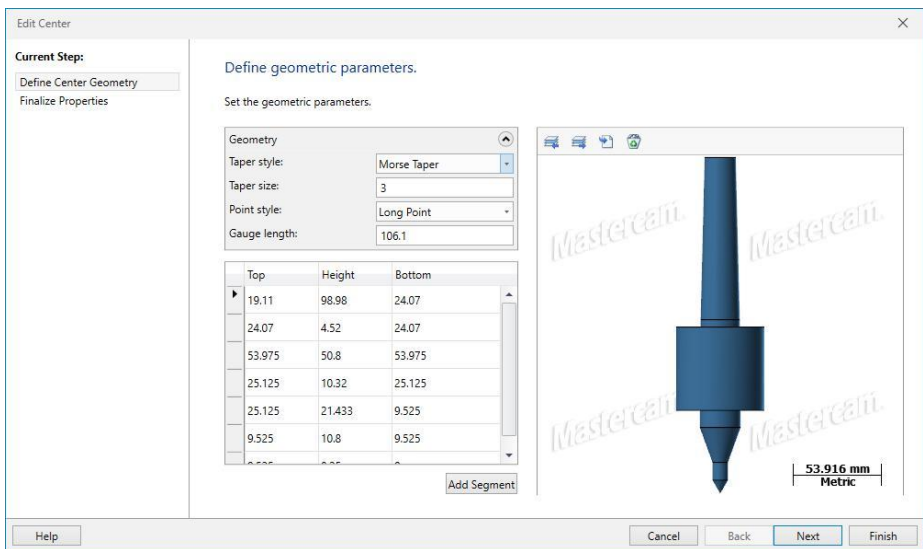 Edit Center
Current Step:
Define Center Geometry
Finalize Properties
Define geometric parameters.
Set the geometric parameters.
Geometry
Taper style: Morse Taper
Taper size: 3
Point style: Long Point
Gauge length: 106.1
Top Height Bottom
19.11 98.98 24.07
24.07 4.52 24.07
53.975 50.8 53.975
25.125 10.32 25.125
25.125 21.433 9.525
9.525 10.8 9.525
Add Segment
Mastercam. Mastercam.
Mastercam. Mastercam.
53.916 mm
Metric
Help Cancel Back Next Finish